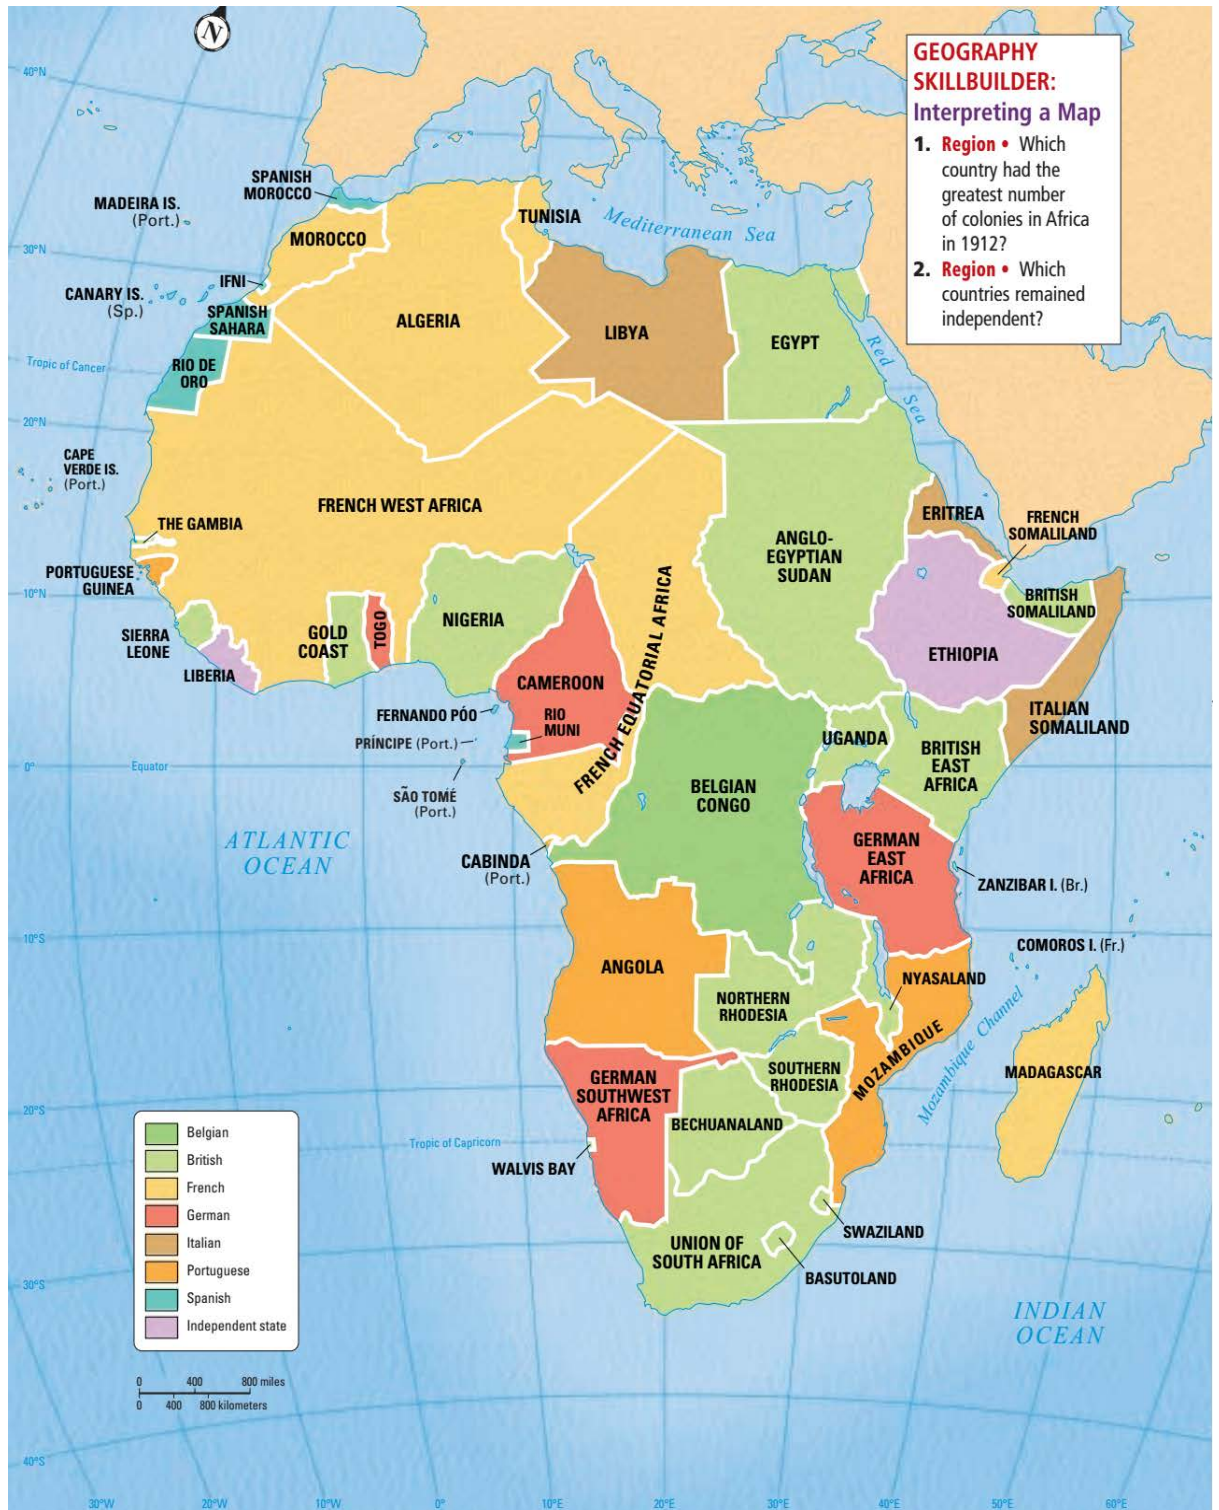 N
GEOGRAPHY
SKILLBUILDER:
Interpreting a Map
1. Region • Which
country had the
greatest number
of colonies in Africa
in 1912?
2. Region • Which
countries remained
independent?
40°N
SPANISH
MOROCCO
MADEIRA IS.
(Port.)
TUNISIA
Mediterranean Sea
MOROCCO
30°N
IFNI
CANARY IS.
(Sp.)
SPANISH
SAHARA
ALGERIA
LIBYA
EGYPT
Red Sea
Tropic of Cancer
RIO DE
ORO
20°N
CAPE
VERDE IS.
(Port.)
FRENCH WEST AFRICA
THE GAMBIA
ERITREA
FRENCH
SOMALILAND
ANGLO-
EGYPTIAN
SUDAN
PORTUGUESE
GUINEA
10°N
BRITISH
SOMALILAND
SIERRA
LEONE
GOLD
COAST
TOGO
NIGERIA
FRENCH EQUATORIAL AFRICA
LIBERIA
ETHIOPIA
CAMEROON
FERNANDO PÓO
RIO
MUNI
ITALIAN
SOMALILAND
PRÍNCIPE (Port.)
UGANDA
BRITISH
EAST
AFRICA
0°
Equator
SÃO TOMÉ
(Port.)
BELGIAN
CONGO
ATLANTIC
OCEAN
GERMAN
EAST
AFRICA
CABINDA
(Port.)
ZANZIBAR I. (Br.)
10°S
COMOROS I. (Fr.)
ANGOLA
NYASALAND
NORTHERN
RHODESIA
Mozambique Channel
MOZAMBIQUE
MADAGASCAR
GERMAN
SOUTHWEST
AFRICA
SOUTHERN
RHODESIA
20°S
BECHUANALAND
Tropic of Capricorn
WALVIS BAY
Belgian
British
French
German
Italian
Portuguese
Spanish
Independent state
SWAZILAND
UNION OF
SOUTH AFRICA
BASUTOLAND
30°S
INDIAN
OCEAN
0 400 800 miles
0 400 800 kilometers
40°S
30°W 20°W 10°W 0° 10°E 20°E 30°E 40°E 50°E 60°E